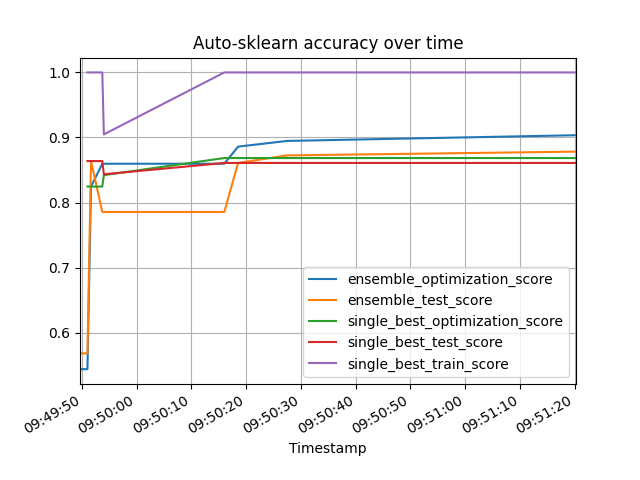 Auto-sklearn accuracy over time
1.0
0.9
0.8
0.7
0.6
ensemble_optimization_score
ensemble_test_score
single_best_optimization_score
single_best_test_score
single_best_train_score
09:49:50
09:50:00
09:50:10
09:50:20
09:50:30
09:50:40
09:50:50
09:51:00
09:51:10
09:51:20
Timestamp